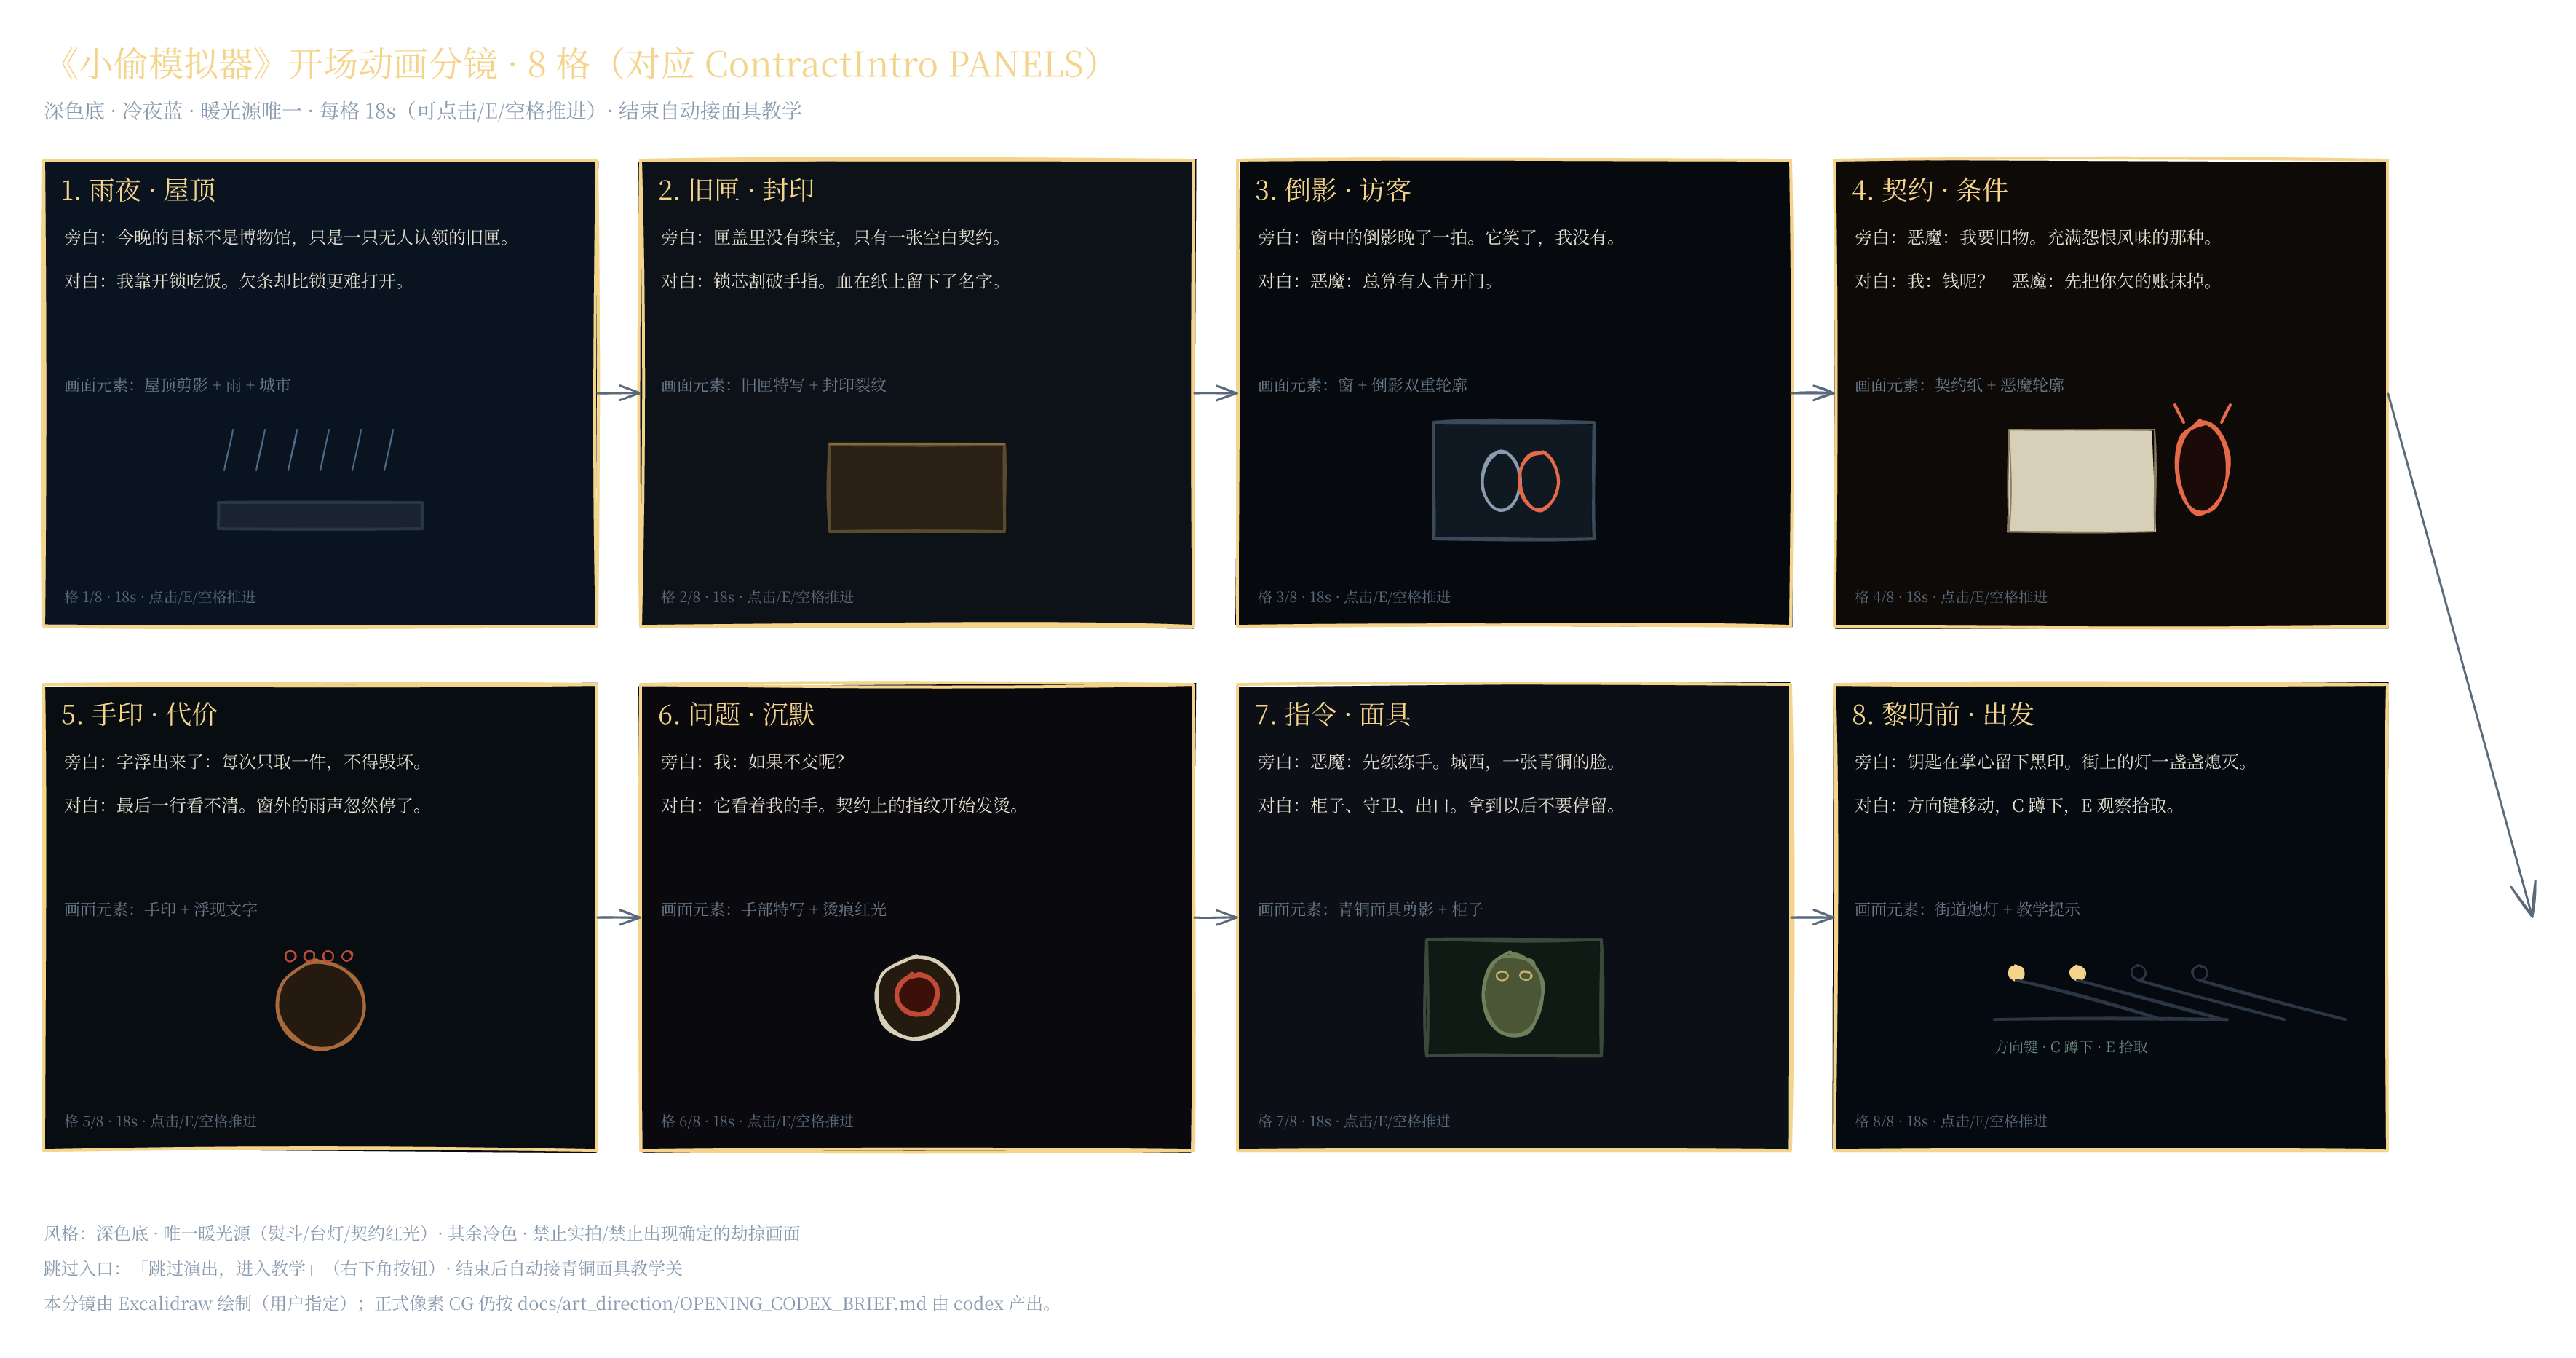 《小偷模拟器》开场动画分镜 · 8 格（对应 ContractIntro PANELS）
深色底 · 冷夜蓝 · 暖光源唯一 · 每格 18s（可点击/E/空格推进）· 结束自动接面具教学
1. 雨夜 · 屋顶
旁白：今晚的目标不是博物馆，只是一只无人认领的旧匣。
对白：我靠开锁吃饭。欠条却比锁更难打开。
画面元素：屋顶剪影 + 雨 + 城市
格 1/8 · 18s · 点击/E/空格推进
2. 旧匣 · 封印
旁白：匣盖里没有珠宝，只有一张空白契约。
对白：锁芯割破手指。血在纸上留下了名字。
画面元素：旧匣特写 + 封印裂纹
格 2/8 · 18s · 点击/E/空格推进
3. 倒影 · 访客
旁白：窗中的倒影晚了一拍。它笑了，我没有。
对白：恶魔：总算有人肯开门。
画面元素：窗 + 倒影双重轮廓
格 3/8 · 18s · 点击/E/空格推进
4. 契约 · 条件
旁白：恶魔：我要旧物。充满怨恨风味的那种。
对白：我：钱呢？　恶魔：先把你欠的账抹掉。
画面元素：契约纸 + 恶魔轮廓
格 4/8 · 18s · 点击/E/空格推进
5. 手印 · 代价
旁白：字浮出来了：每次只取一件，不得毁坏。
对白：最后一行看不清。窗外的雨声忽然停了。
画面元素：手印 + 浮现文字
格 5/8 · 18s · 点击/E/空格推进
6. 问题 · 沉默
旁白：我：如果不交呢？
对白：它看着我的手。契约上的指纹开始发烫。
画面元素：手部特写 + 烫痕红光
格 6/8 · 18s · 点击/E/空格推进
7. 指令 · 面具
旁白：恶魔：先练练手。城西，一张青铜的脸。
对白：柜子、守卫、出口。拿到以后不要停留。
画面元素：青铜面具剪影 + 柜子
格 7/8 · 18s · 点击/E/空格推进
8. 黎明前 · 出发
旁白：钥匙在掌心留下黑印。街上的灯一盏盏熄灭。
对白：方向键移动，C 蹲下，E 观察拾取。
画面元素：街道熄灯 + 教学提示
方向键 · C 蹲下 · E 拾取
格 8/8 · 18s · 点击/E/空格推进
风格：深色底 · 唯一暖光源（熨斗/台灯/契约红光）· 其余冷色 · 禁止实拍/禁止出现确定的劫掠画面
跳过入口：「跳过演出，进入教学」（右下角按钮）· 结束后自动接青铜面具教学关
本分镜由 Excalidraw 绘制（用户指定）；正式像素 CG 仍按 docs/art_direction/OPENING_CODEX_BRIEF.md 由 codex 产出。